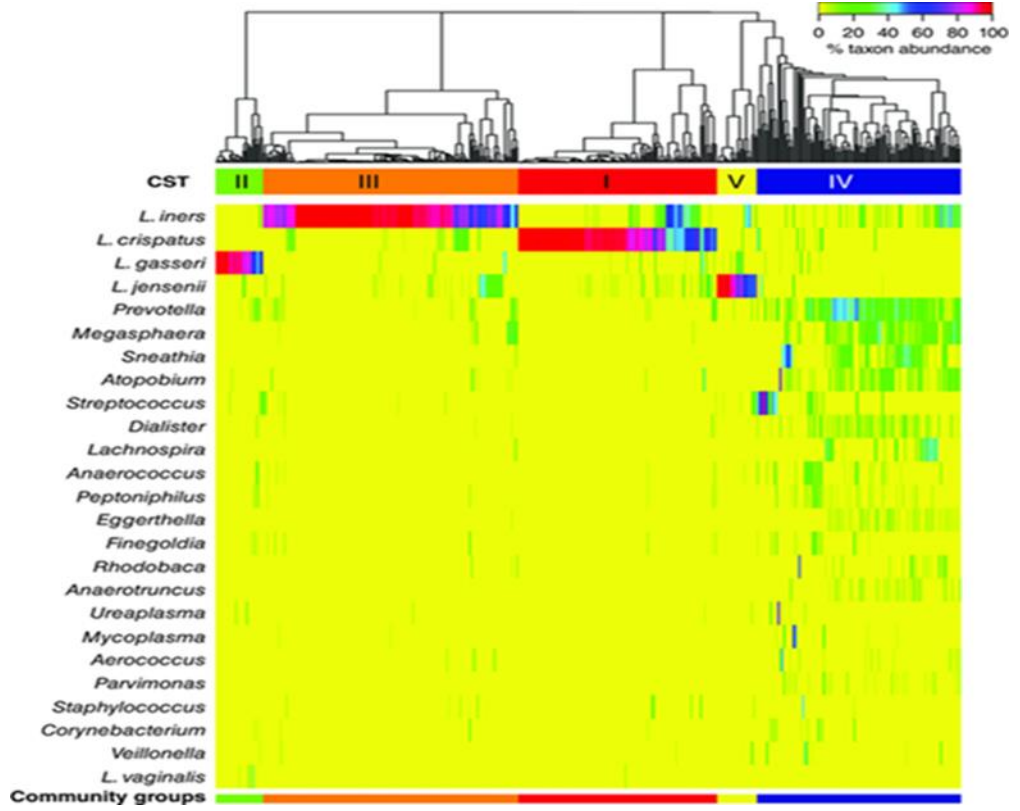 0 20 40 60 80 100
% taxon abundance
CST II III I V IV
L. iners
L. crispatus
L. gasseri
L. jensenii
Prevotella
Megasphaera
Sneathia
Atopobium
Streptococcus
Dialister
Lachnospira
Anaerococcus
Peptoniphilus
Eggerthella
Finegoldia
Rhodobaca
Anaerotruncus
Ureaplasma
Mycoplasma
Aerococcus
Parvimonas
Staphylococcus
Corynebacterium
Veillonella
L. vaginalis
Community groups